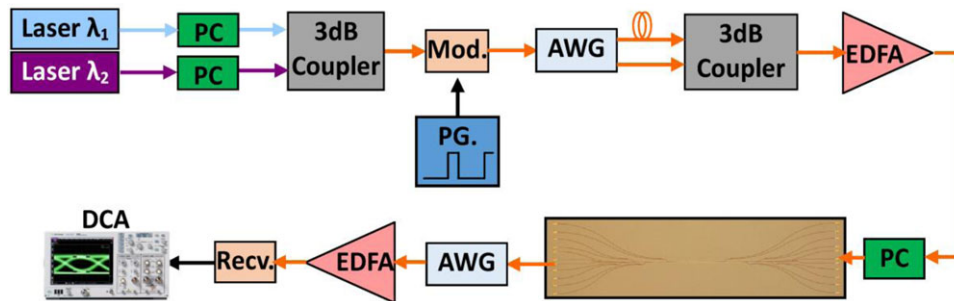 Laser λ1
PC
3dB
Coupler
Mod.
AWG
3dB
Coupler
EDFA
Laser λ2
PC
PG.
DCA
Recv.
EDFA
AWG
PC